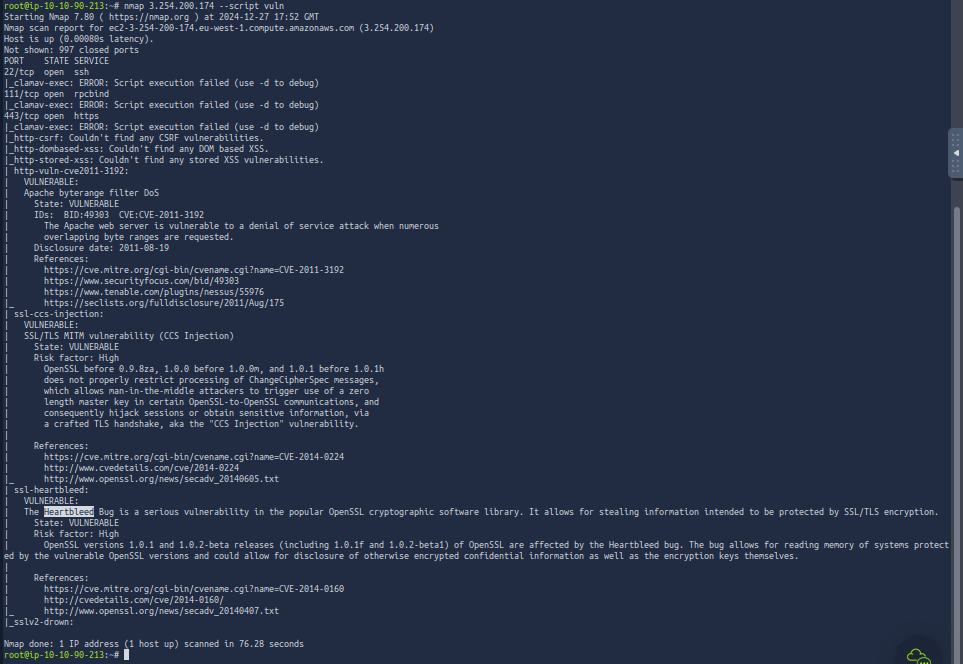 root@ip-10-10-90-213:~# nmap 3.254.200.174 --script vuln
Starting Nmap 7.80 ( https://nmap.org ) at 2024-12-27 17:52 GMT
Nmap scan report for ec2-3-254-200-174.eu-west-1.compute.amazonaws.com (3.254.200.174)
Host is up (0.00080s latency).
Not shown: 997 closed ports
PORT    STATE SERVICE
22/tcp  open  ssh
|_clamav-exec: ERROR: Script execution failed (use -d to debug)
111/tcp open  rpcbind
|_clamav-exec: ERROR: Script execution failed (use -d to debug)
443/tcp open  https
|_clamav-exec: ERROR: Script execution failed (use -d to debug)
|_http-csrf: Couldn't find any CSRF vulnerabilities.
|_http-dombased-xss: Couldn't find any DOM based XSS.
|_http-stored-xss: Couldn't find any stored XSS vulnerabilities.
| http-vuln-cve2011-3192:
|   VULNERABLE:
|   Apache byterange filter DoS
|     State: VULNERABLE
|     IDs:  BID:49303  CVE:CVE-2011-3192
|       The Apache web server is vulnerable to a denial of service attack when numerous
|       overlapping byte ranges are requested.
|     Disclosure date: 2011-08-19
|     References:
|       https://cve.mitre.org/cgi-bin/cvename.cgi?name=CVE-2011-3192
|       https://www.securityfocus.com/bid/49303
|       https://www.tenable.com/plugins/nessus/55976
|_      https://seclists.org/fulldisclosure/2011/Aug/175
| ssl-ccs-injection:
|   VULNERABLE:
|   SSL/TLS MITM vulnerability (CCS Injection)
|     State: VULNERABLE
|     Risk factor: High
|       OpenSSL before 0.9.8za, 1.0.0 before 1.0.0m, and 1.0.1 before 1.0.1h
|       does not properly restrict processing of ChangeCipherSpec messages,
|       which allows man-in-the-middle attackers to trigger use of a zero
|       length master key in certain OpenSSL-to-OpenSSL communications, and
|       consequently hijack sessions or obtain sensitive information, via
|       a crafted TLS handshake, aka the "CCS Injection" vulnerability.
|
|     References:
|       https://cve.mitre.org/cgi-bin/cvename.cgi?name=CVE-2014-0224
|       http://www.cvedetails.com/cve/2014-0224
|_      http://www.openssl.org/news/secadv_20140605.txt
| ssl-heartbleed:
|   VULNERABLE:
|   The Heartbleed Bug is a serious vulnerability in the popular OpenSSL cryptographic software library. It allows for stealing information intended to be protected by SSL/TLS encryption.
|     State: VULNERABLE
|     Risk factor: High
|       OpenSSL versions 1.0.1 and 1.0.2-beta releases (including 1.0.1f and 1.0.2-beta1) of OpenSSL are affected by the Heartbleed bug. The bug allows for reading memory of systems protect
ed by the vulnerable OpenSSL versions and could allow for disclosure of otherwise encrypted confidential information as well as the encryption keys themselves.
|
|     References:
|       https://cve.mitre.org/cgi-bin/cvename.cgi?name=CVE-2014-0160
|       http://cvedetails.com/cve/2014-0160/
|_      http://www.openssl.org/news/secadv_20140407.txt
|_sslv2-drown:
Nmap done: 1 IP address (1 host up) scanned in 76.28 seconds
root@ip-10-10-90-213:~#